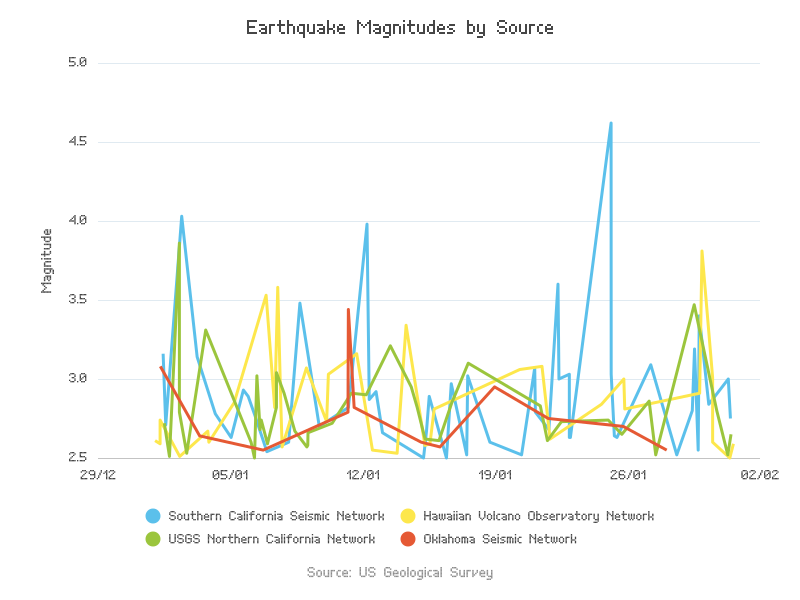 Earthquake Magnitudes by Source
5.0
4.5
4.0
3.5
3.0
2.5
Magnitude
29/12 05/01 12/01 19/01 26/01 02/02
Southern California Seismic Network Hawaiian Volcano Observatory Network
USGS Northern California Network Oklahoma Seismic Network
Source: US Geological Survey